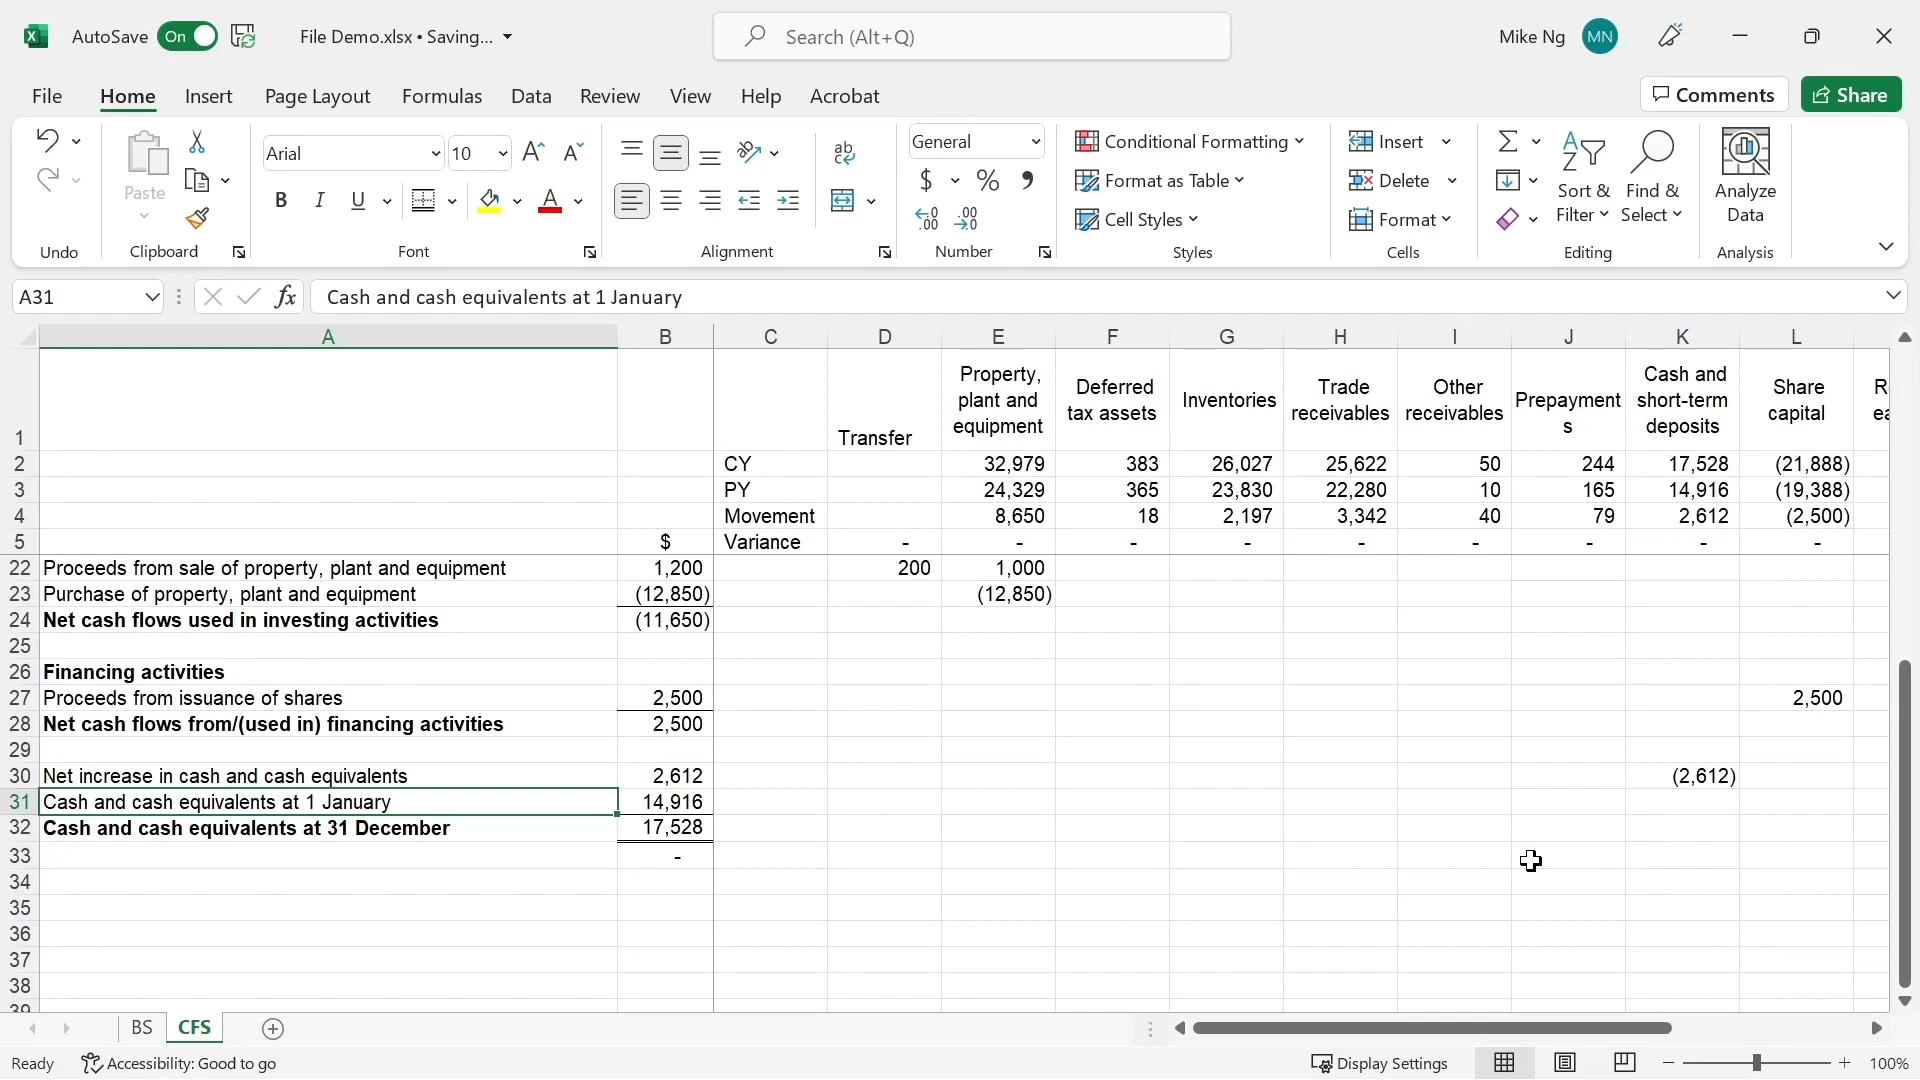 AutoSave On File Demo.xlsx • Saving... Search (Alt+Q) Mike Ng MN
File Home Insert Page Layout Formulas Data Review View Help Acrobat Comments Share
Arial 10 General Conditional Formatting Insert
Paste B I U $ % Format as Table Delete Sort & Filter Find & Select Analyze Data
Cell Styles Format
Undo Clipboard Font Alignment Number Styles Cells Editing Analysis
A31 fx Cash and cash equivalents at 1 January
A B C D E F G H I J K L
1 Transfer Property, plant and equipment Deferred tax assets Inventories Trade receivables Other receivables Prepayments Cash and short-term deposits Share capital
2 CY 32,979 383 26,027 25,622 50 244 17,528 (21,888)
3 PY 24,329 365 23,830 22,280 10 165 14,916 (19,388)
4 Movement 8,650 18 2,197 3,342 40 79 2,612 (2,500)
5 $ Variance - - - - - - - - -
22 Proceeds from sale of property, plant and equipment 1,200 200 1,000
23 Purchase of property, plant and equipment (12,850) (12,850)
24 Net cash flows used in investing activities (11,650)
25
26 Financing activities
27 Proceeds from issuance of shares 2,500 2,500
28 Net cash flows from/(used in) financing activities 2,500
29
30 Net increase in cash and cash equivalents 2,612 (2,612)
31 Cash and cash equivalents at 1 January 14,916
32 Cash and cash equivalents at 31 December 17,528
33 -
34
35
36
37
38
39
BS CFS
Ready Accessibility: Good to go Display Settings 100%